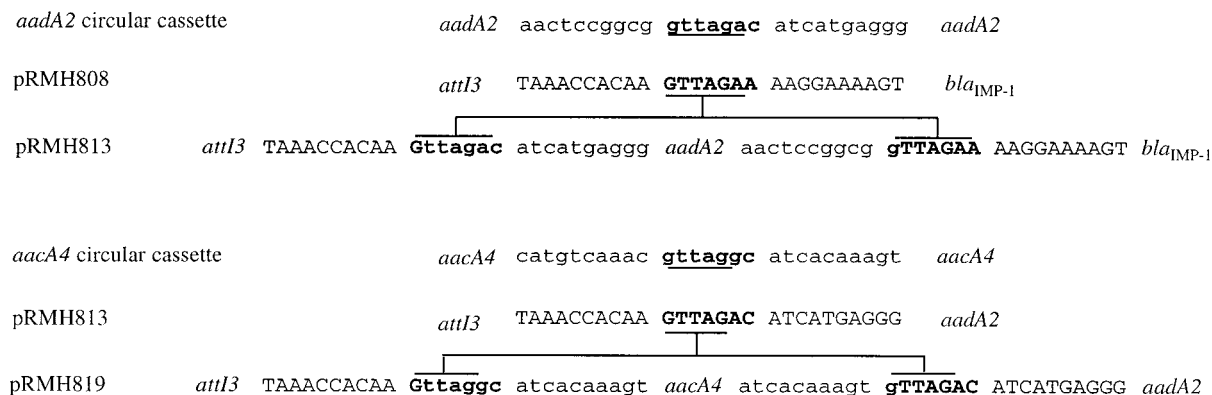 aadA2 circular cassette aadA2 aactccggcg gttagac atcatgaggg aadA2
pRMH808 attI3 TAAACCACAA GTTAGAA AAGGAAAAGT blaIMP-1
pRMH813 attI3 TAAACCACAA Gttagac atcatgaggg aadA2 aactccggcg gTTAGAA AAGGAAAAGT blaIMP-1
aacA4 circular cassette aacA4 catgtcaaac gttaggc atcacaaagt aacA4
pRMH813 attI3 TAAACCACAA GTTAGAC ATCATGAGGG aadA2
pRMH819 attI3 TAAACCACAA Gttaggc atcacaaagt aacA4 atcacaaagt gTTAGAC ATCATGAGGG aadA2